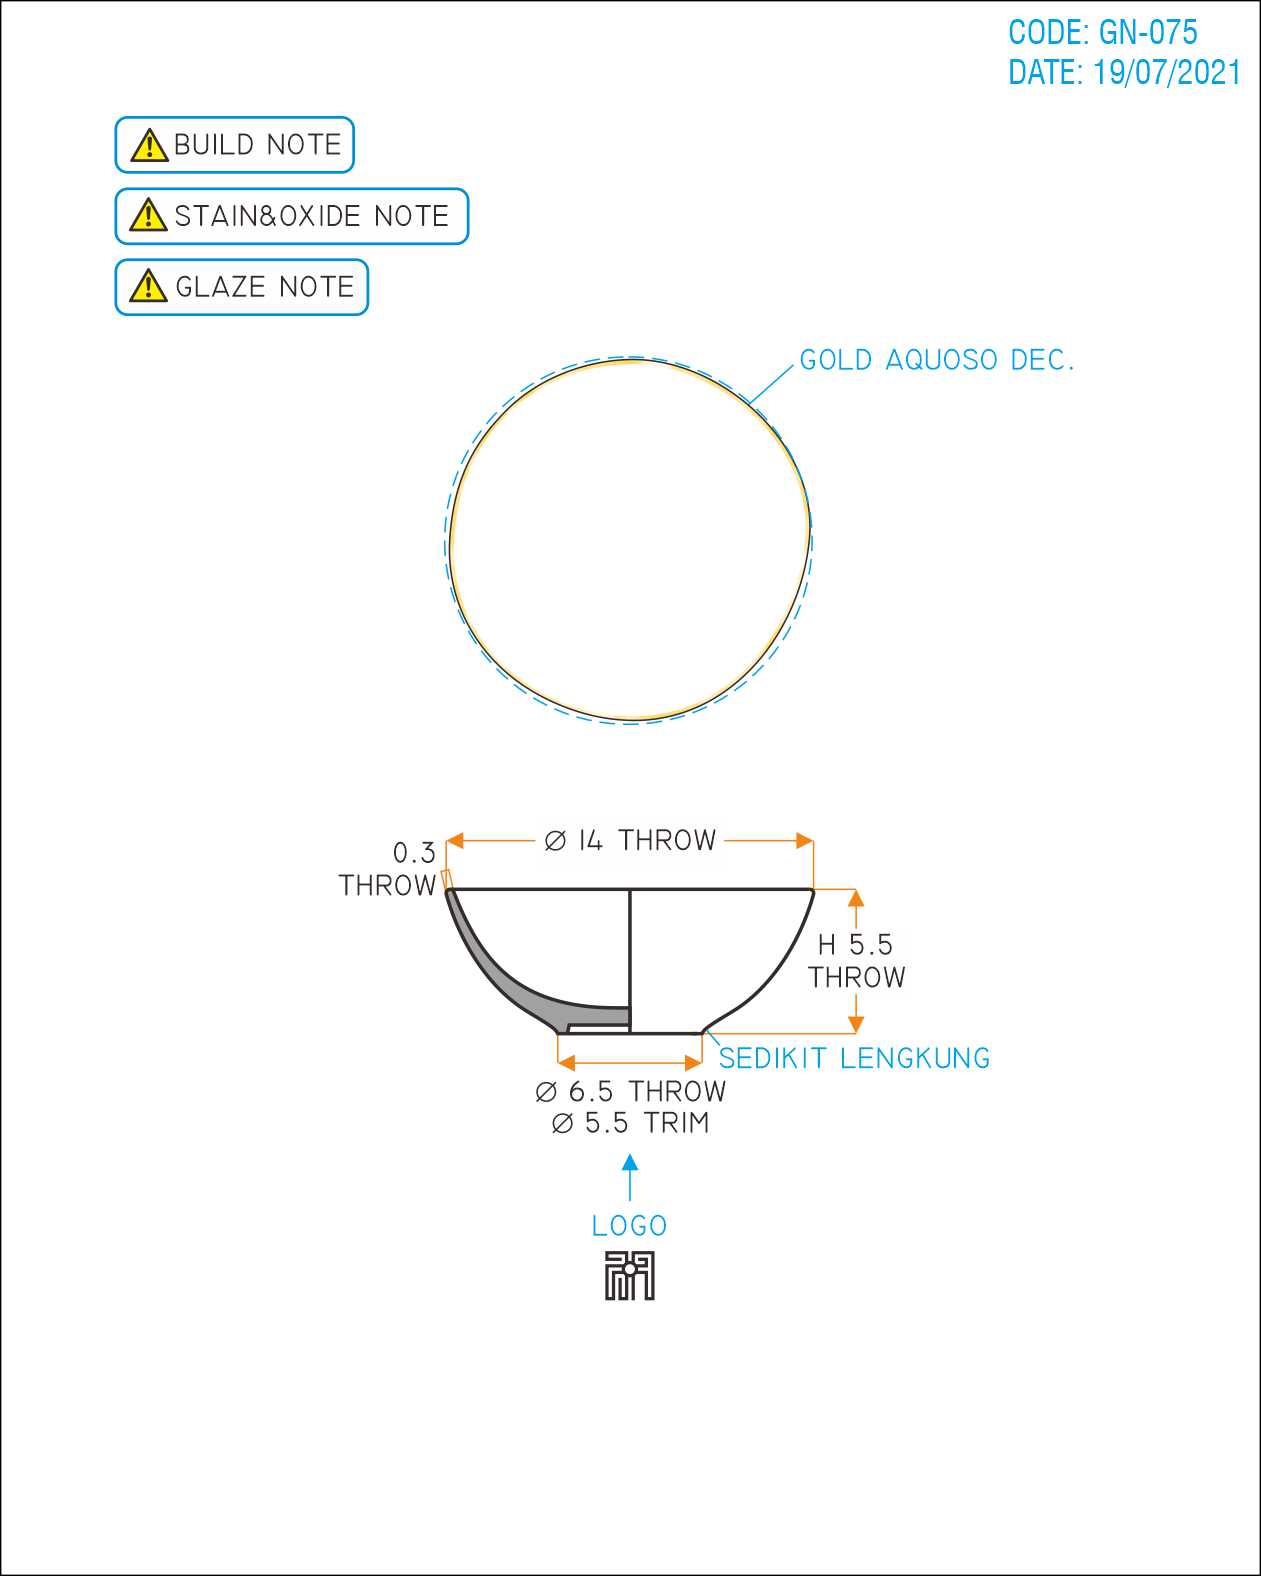 CODE: GN-075
DATE: 19/07/2021
BUILD NOTE
STAIN&OXIDE NOTE
GLAZE NOTE
GOLD AQUOSO DEC.
Ø 14 THROW
0.3
THROW
H 5.5
THROW
SEDIKIT LENGKUNG
Ø 6.5 THROW
Ø 5.5 TRIM
LOGO